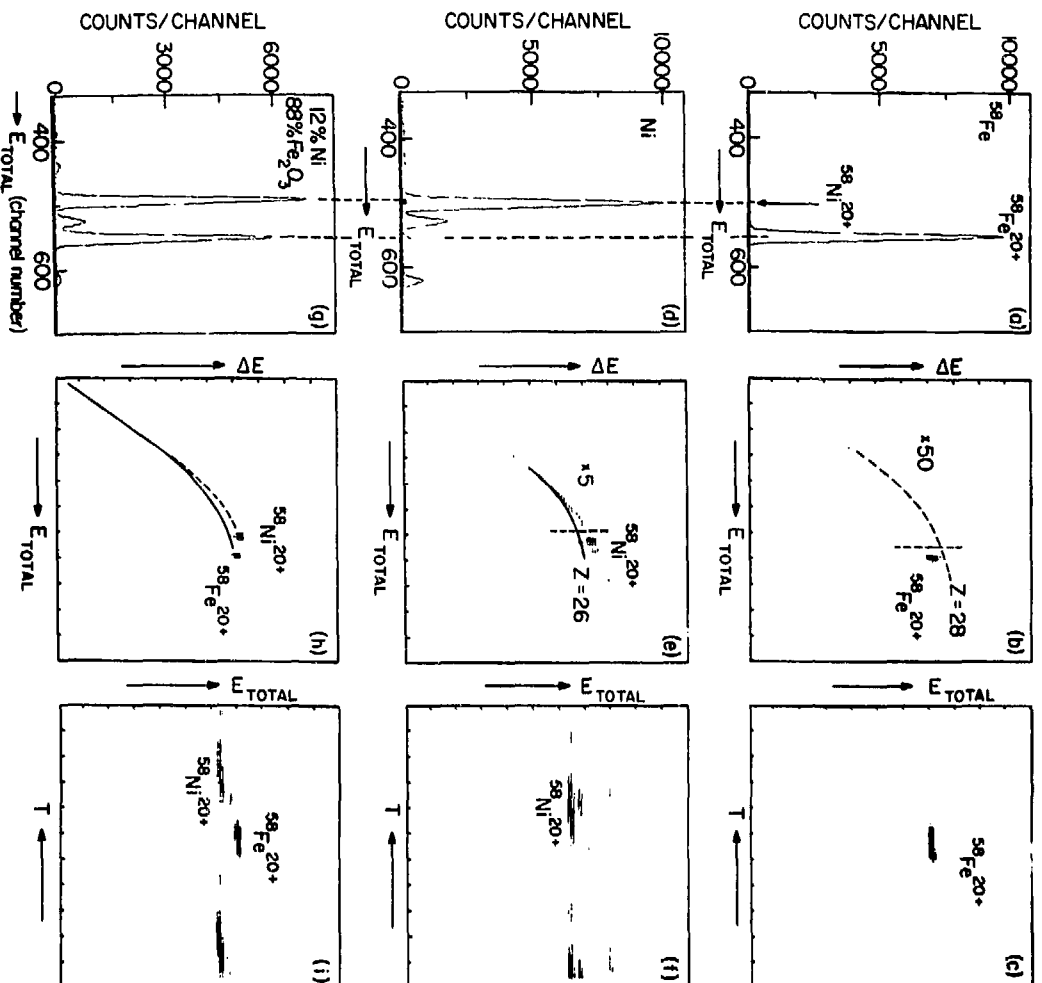 COUNTS/CHANNEL
10000
5000
0
400
600
58Fe
58Ni20+
58Fe20+
(a)
E TOTAL
ΔE
×50
Z=28
58Fe20+
(b)
E TOTAL
E TOTAL
58Fe20+
(c)
T
COUNTS/CHANNEL
10000
5000
0
400
600
Ni
(d)
E TOTAL
ΔE
×5
58Ni20+
Z=26
(e)
E TOTAL
E TOTAL
58Ni20+
(f)
T
COUNTS/CHANNEL
6000
3000
0
400
600
12% Ni
88% Fe2O3
(g)
E TOTAL (channel number)
ΔE
58Ni20+
58Fe20+
(h)
E TOTAL
E TOTAL
58Ni20+
58Fe20+
(i)
T